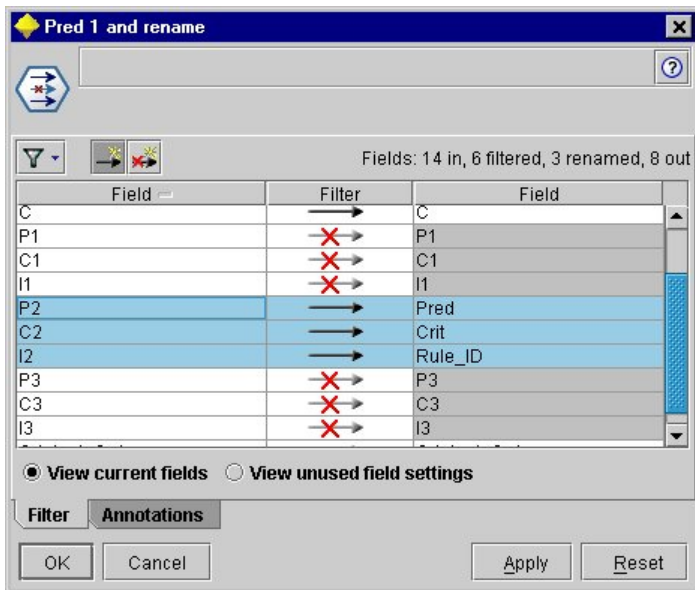 Pred 1 and rename
Fields: 14 in, 6 filtered, 3 renamed, 8 out
Field Filter Field
C C
P1 P1
C1 C1
I1 I1
P2 Pred
C2 Crit
I2 Rule_ID
P3 P3
C3 C3
I3 I3
View current fields View unused field settings
Filter Annotations
OK Cancel Apply Reset